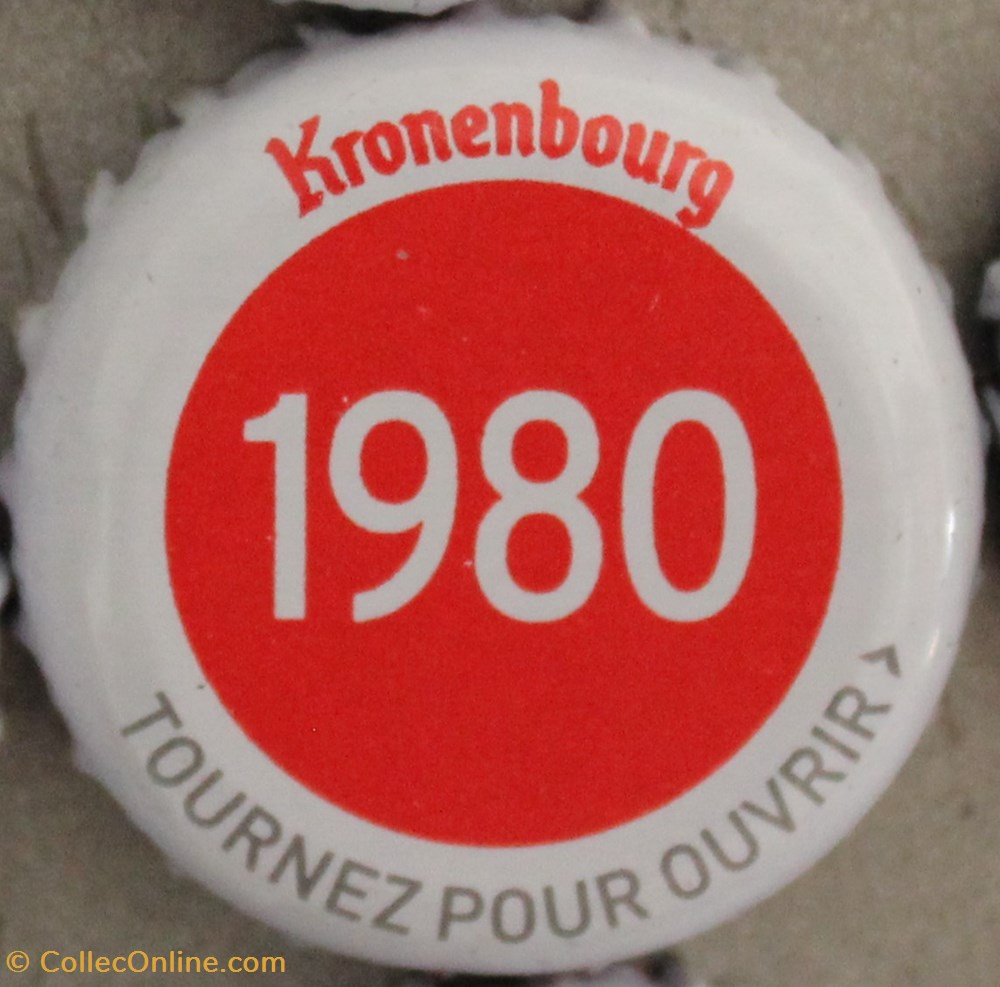 Kronenbourg
1980
TOURNEZ POUR OUVRIR >
© CollecOnline.com